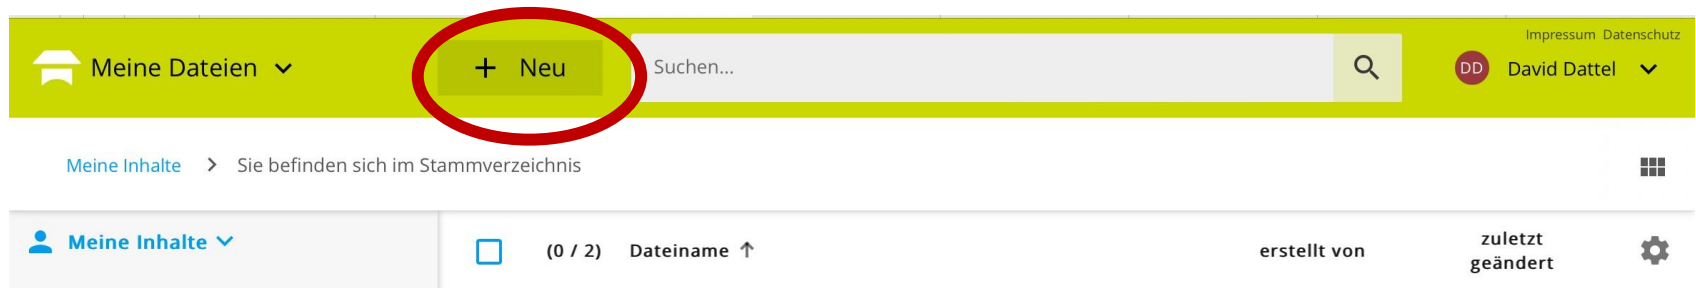 Impressum Datenschutz
Meine Dateien + Neu Suchen... DD David Dattel
Meine Inhalte > Sie befinden sich im Stammverzeichnis
Meine Inhalte (0 / 2) Dateiname ↑ erstellt von zuletzt
geändert